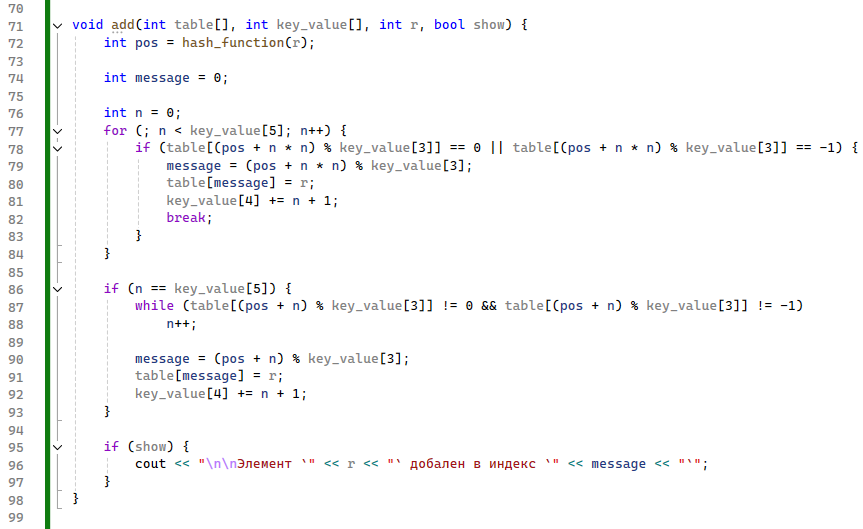 70
71 void add(int table[], int key_value[], int r, bool show) {
72 int pos = hash_function(r);
73
74 int message = 0;
75
76 int n = 0;
77 for (; n < key_value[5]; n++) {
78 if (table[(pos + n * n) % key_value[3]] == 0 || table[(pos + n * n) % key_value[3]] == -1) {
79 message = (pos + n * n) % key_value[3];
80 table[message] = r;
81 key_value[4] += n + 1;
82 break;
83 }
84 }
85
86 if (n == key_value[5]) {
87 while (table[(pos + n) % key_value[3]] != 0 && table[(pos + n) % key_value[3]] != -1)
88 n++;
89
90 message = (pos + n) % key_value[3];
91 table[message] = r;
92 key_value[4] += n + 1;
93 }
94
95 if (show) {
96 cout << "\n\nЭлемент `" << r << "` добален в индекс `" << message << "`";
97 }
98 }
99